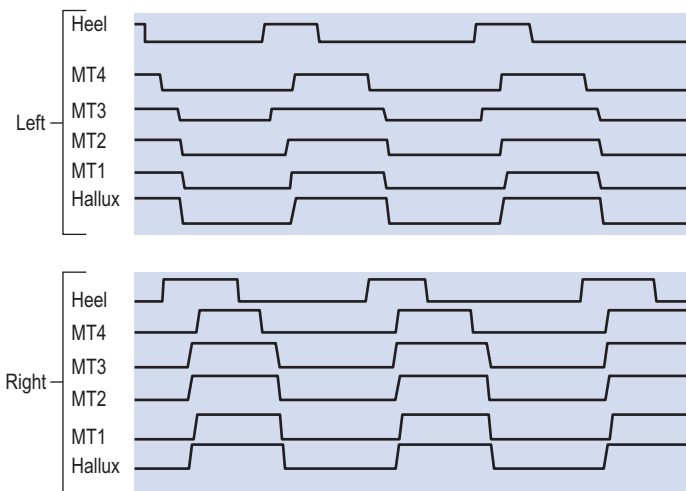 Left
Heel
MT4
MT3
MT2
MT1
Hallux
Right
Heel
MT4
MT3
MT2
MT1
Hallux